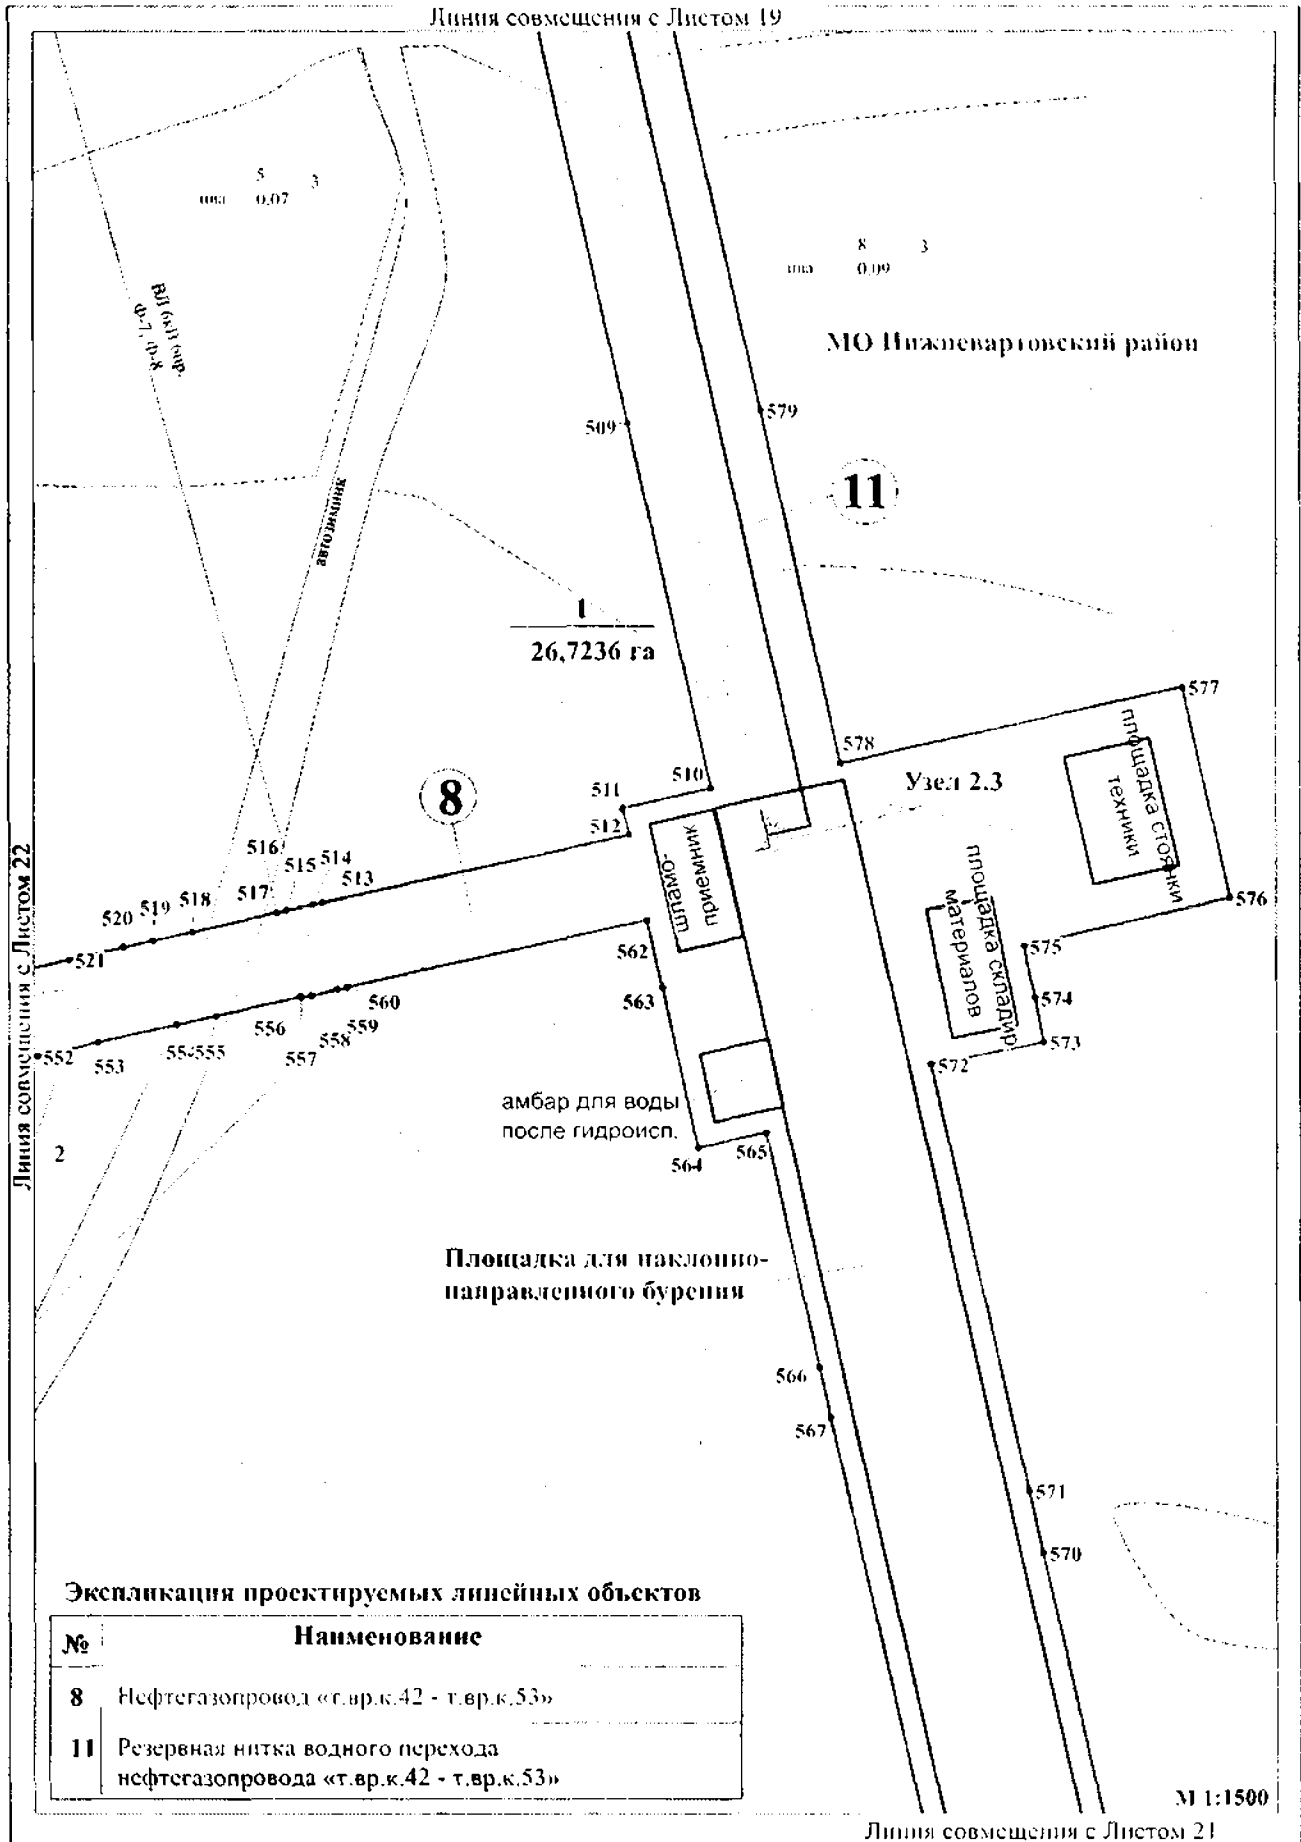 Линия совмещения с Листом 19
5
3
0.07
8
3
0.09
ВЛ 6кВ
Ф-7, Ф-8
МО Нижневартовский район
579
509
11
автозимник
1
26,7236 га
577
578
510
511
512
8
Узел 2.3
площадка стоянки
техники
шламо-
приемник
516
514
515
513
517
518
519
520
521
576
площадка складир
материалов
575
574
573
572
562
563
560
559
558
557
556
555
554
553
552
Линия совмещения с Листом 22
2
амбар для воды
после гидроисп.
564
565
Площадка для наклонно-
направленного бурения
566
567
571
570
Экспликация проектируемых линейных объектов
№ Наименование
8 Нефтегазопровод «т.вр.к.42 - т.вр.к.53»
11 Резервная нитка водного перехода
нефтегазопровода «т.вр.к.42 - т.вр.к.53»
М 1:1500
Линия совмещения с Листом 21